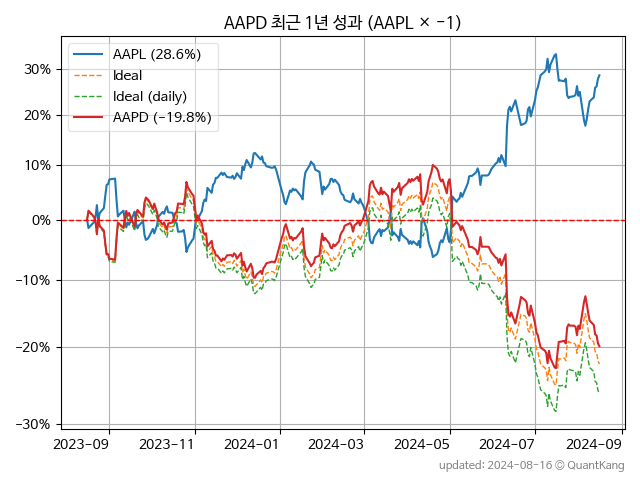 AAPD 최근 1년 성과 (AAPL × −1)
AAPL (28.6%)
Ideal
Ideal (daily)
AAPD (−19.8%)
30%
20%
10%
0%
−10%
−20%
−30%
2023−09 2023−11 2024−01 2024−03 2024−05 2024−07 2024−09
updated: 2024−08−16 © QuantKang